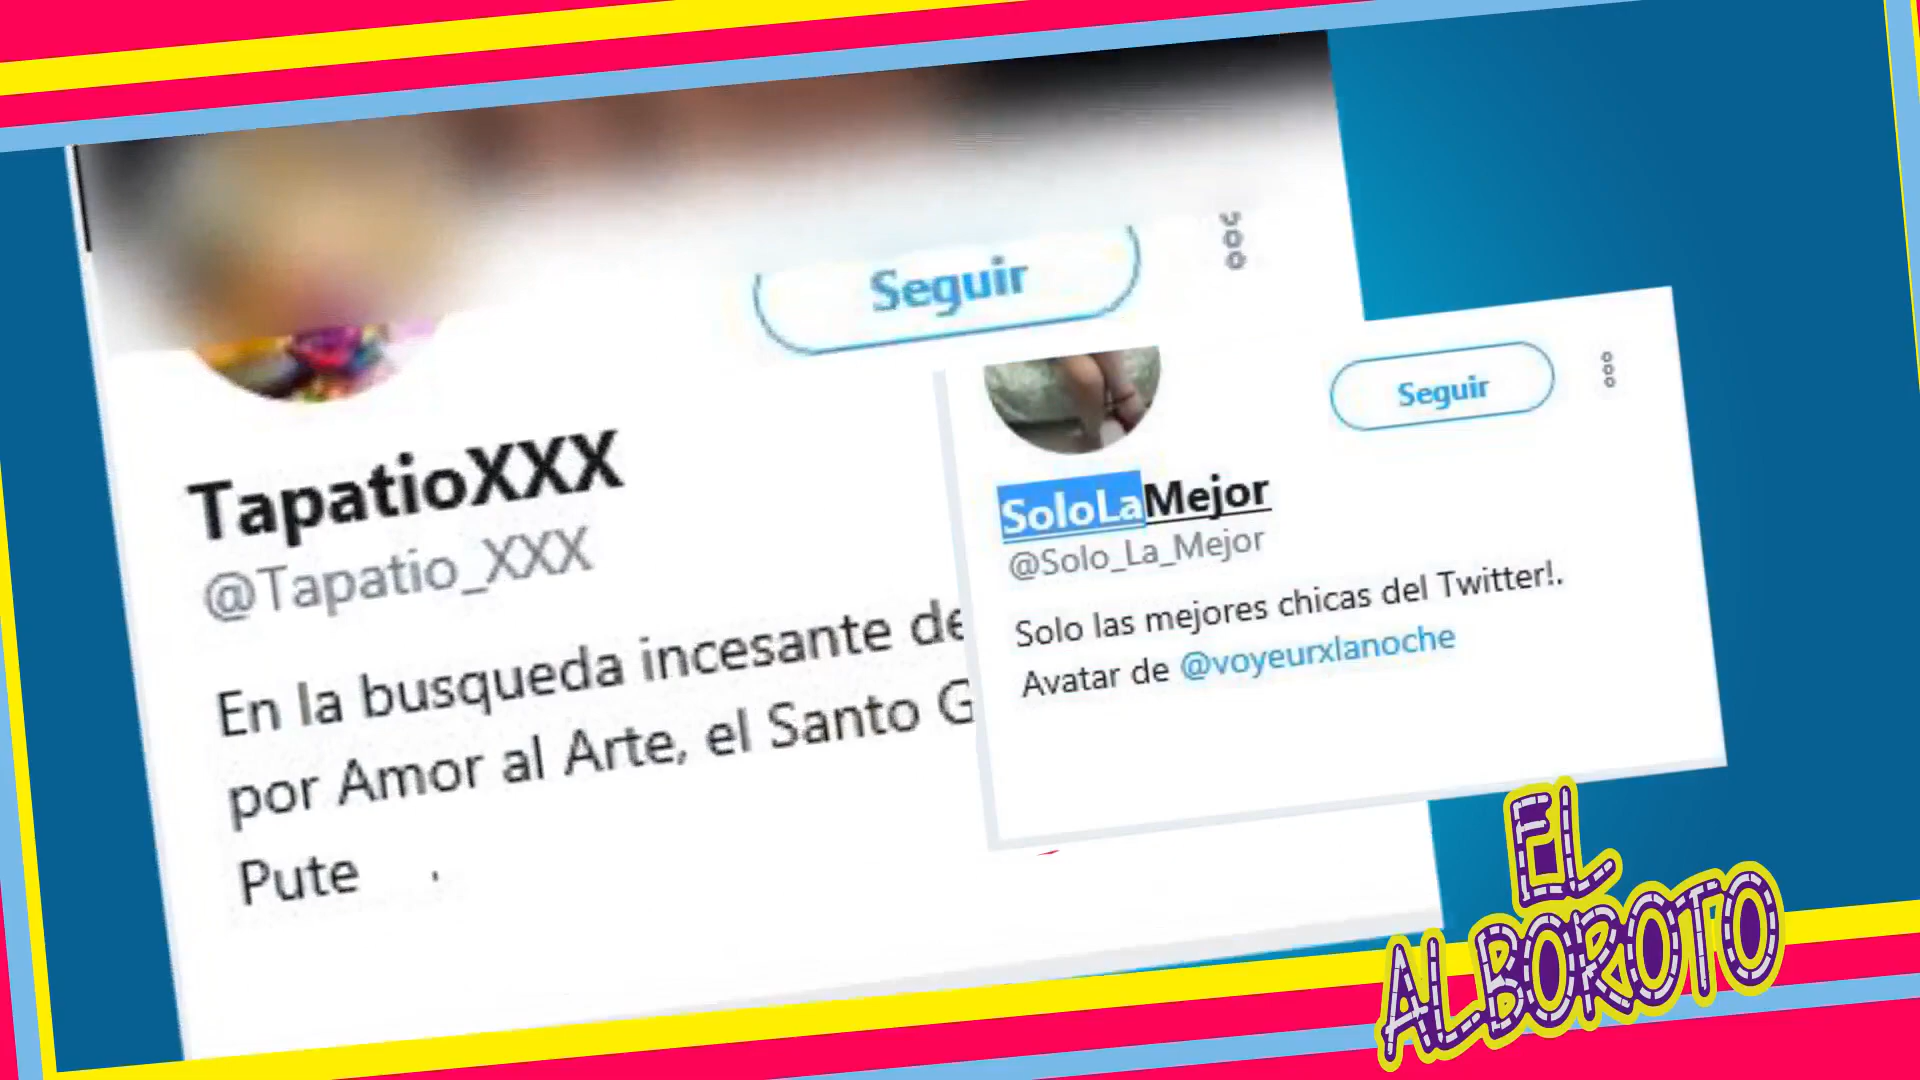 Seguir
TapatioXXX
@Tapatio_XXX
En la busqueda incesante de
por Amor al Arte, el Santo G
Pute
Seguir
SoloLaMejor
@Solo_La_Mejor
Solo las mejores chicas del Twitter!.
Avatar de @voyeurxlanoche
EL
ALBOROTO